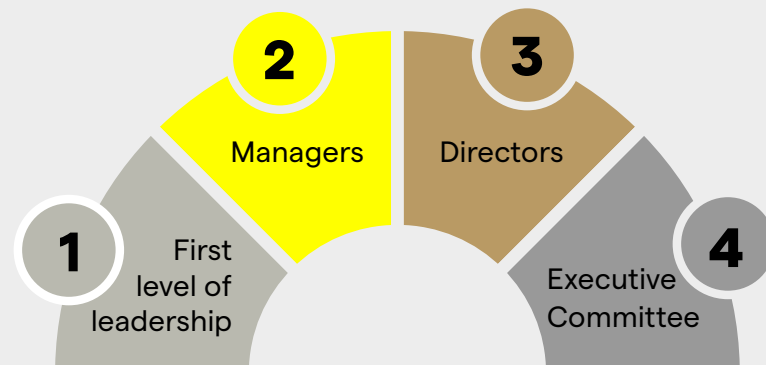 1
First
level of
leadership
2
Managers
3
Directors
4
Executive
Committee